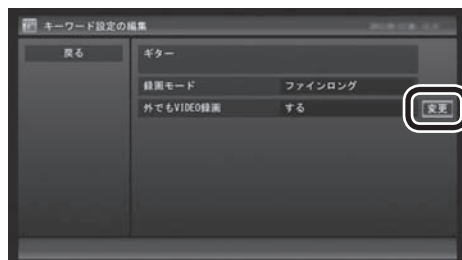 キーワード設定の編集
戻る
ギター
録画モード ファインロング
外でもVIDEO録画 する 変更